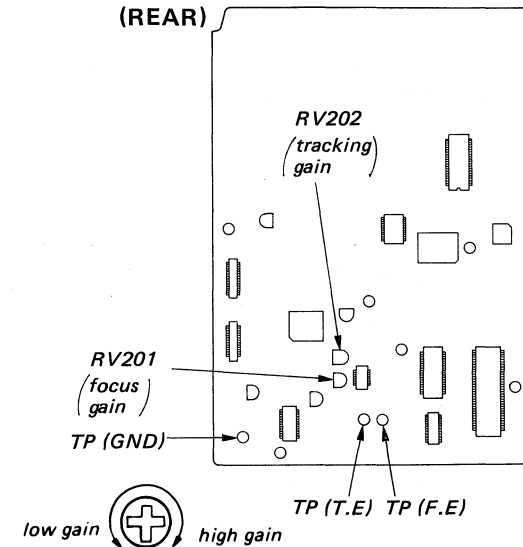 (REAR)
RV202
(tracking
gain)
RV201
(focus
gain)
TP (GND)
TP (T.E) TP (F.E)
low gain
high gain